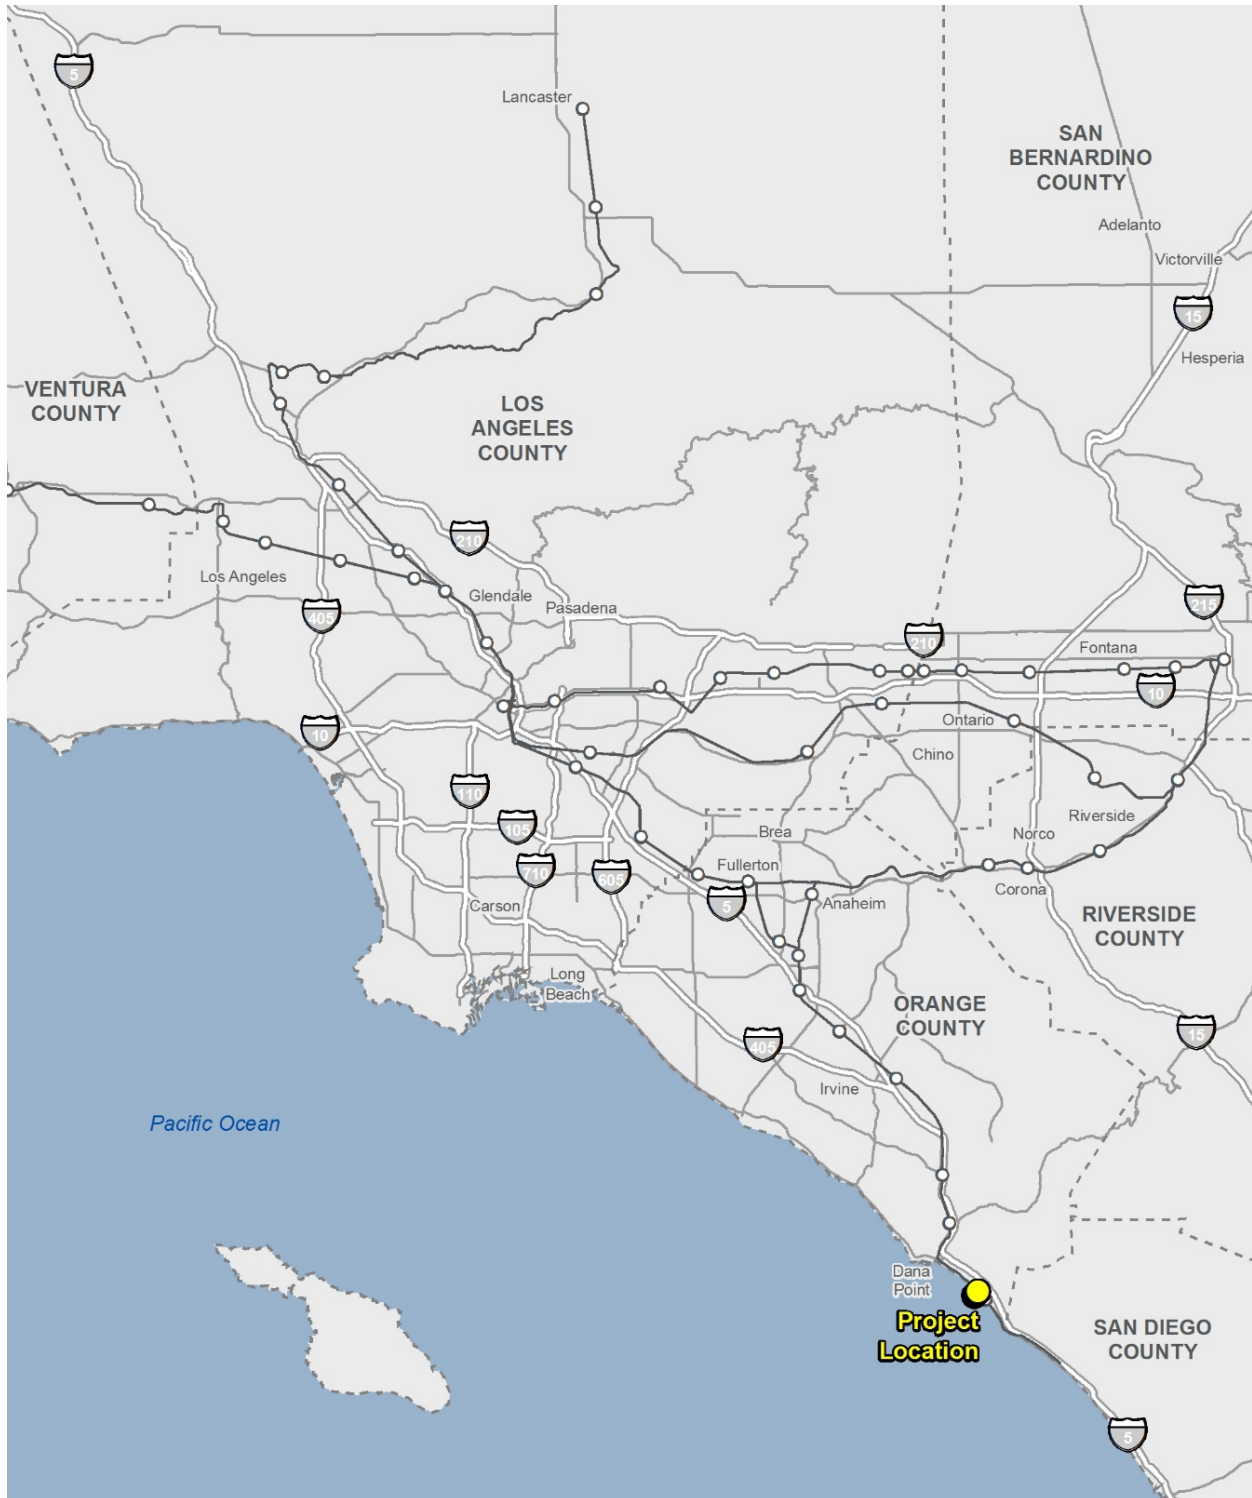 5
Lancaster
SAN
BERNARDINO
COUNTY
Adelanto
Victorville
15
Hesperia
VENTURA
COUNTY
LOS
ANGELES
COUNTY
210
Los Angeles
Glendale
Pasadena
405
215
210
Fontana
10
10
Ontario
Chino
110
105
Brea
Norco
Riverside
710
605
Fullerton
Corona
5
Carson
Anaheim
RIVERSIDE
COUNTY
Long
Beach
ORANGE
COUNTY
405
15
Irvine
Pacific Ocean
Dana
Point
Project
Location
SAN DIEGO
COUNTY
5